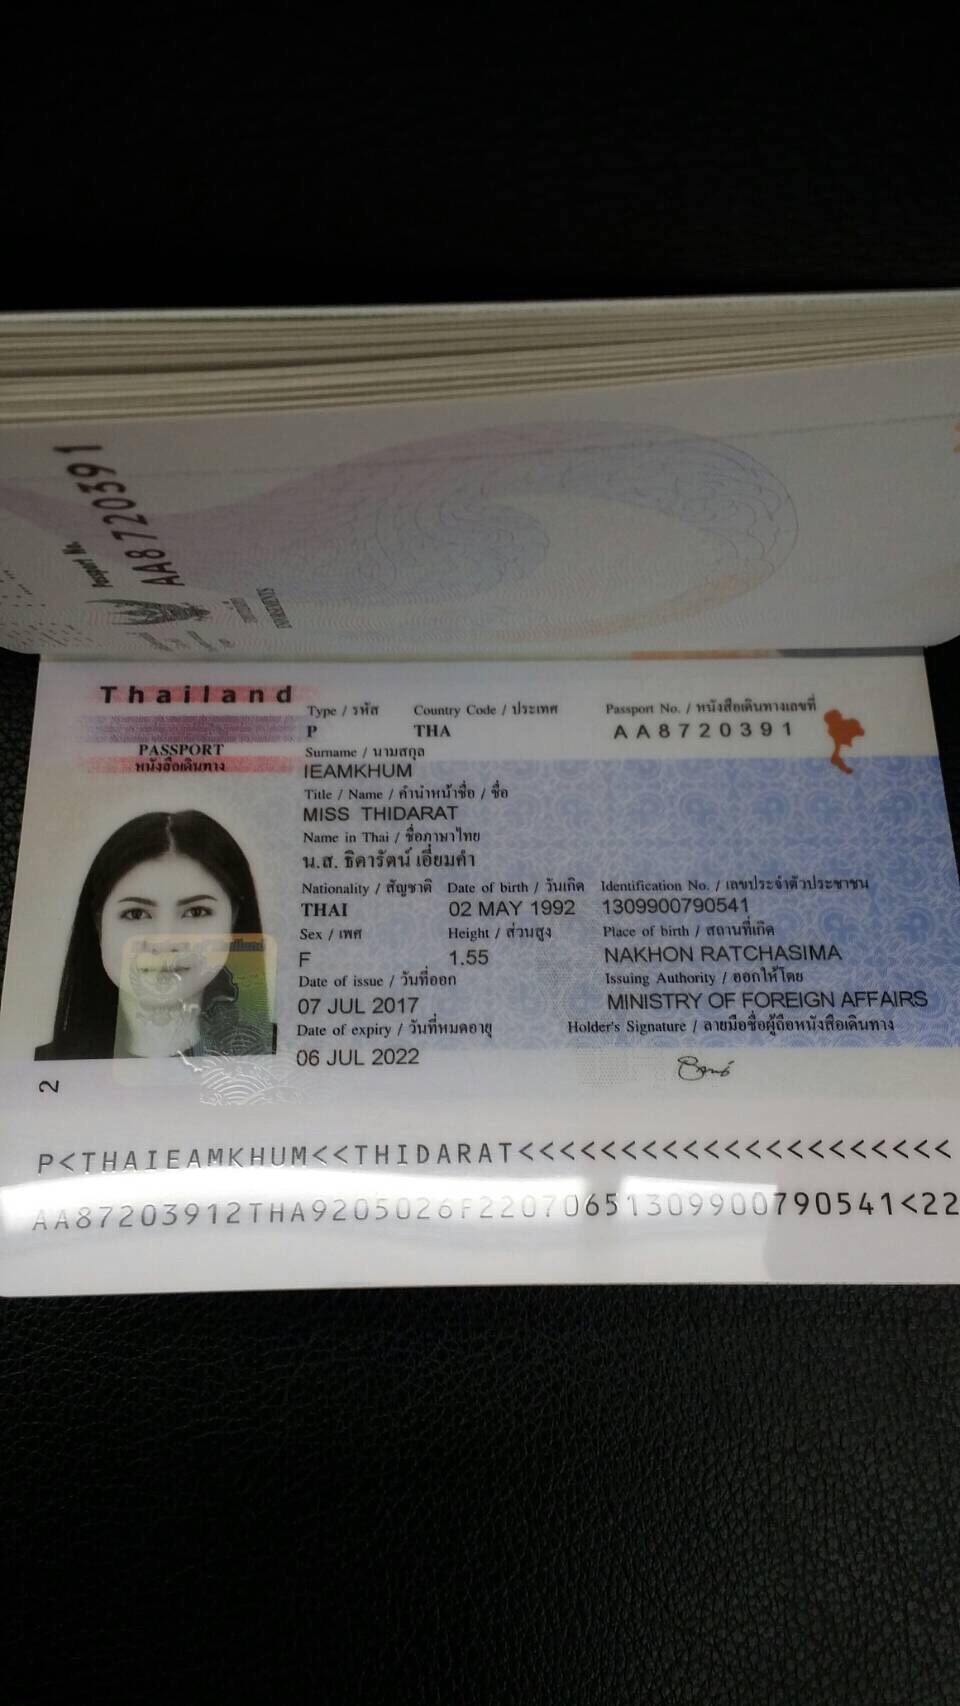 Passport No.
AA8720391
Thailand
PASSPORT
หนังสือเดินทาง
Type / รหัส Country Code / ประเทศ Passport No. / หนังสือเดินทางเลขที่
P THA AA8720391
Surname / นามสกุล
IEAMKHUM
Title / Name / คำนำหน้าชื่อ / ชื่อ
MISS THIDARAT
Name in Thai / ชื่อภาษาไทย
น.ส. ธิดารัตน์ เอี่ยมคำ
Nationality / สัญชาติ Date of birth / วันเกิด Identification No. / เลขประจำตัวประชาชน
THAI 02 MAY 1992 1309900790541
Sex / เพศ Height / ส่วนสูง Place of birth / สถานที่เกิด
F 1.55 NAKHON RATCHASIMA
Date of issue / วันที่ออก Issuing Authority / ออกให้โดย
07 JUL 2017 MINISTRY OF FOREIGN AFFAIRS
Date of expiry / วันที่หมดอายุ Holder's Signature / ลายมือชื่อผู้ถือหนังสือเดินทาง
06 JUL 2022
2
P<THAIEAMKHUM<<THIDARAT<<<<<<<<<<<<<<<<<<<<<
AA87203912THA9205026F22070651309900790541<22